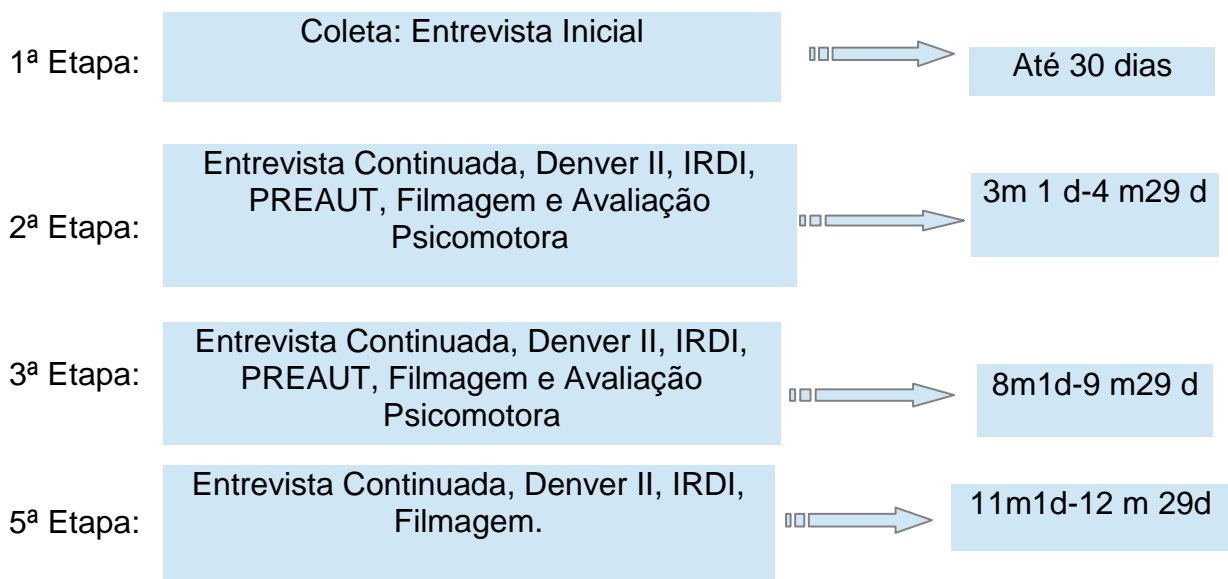 1ª Etapa:
Coleta: Entrevista Inicial
Até 30 dias
2ª Etapa:
Entrevista Continuada, Denver II, IRDI,
PREAUT, Filmagem e Avaliação
Psicomotora
3m 1 d-4 m29 d
3ª Etapa:
Entrevista Continuada, Denver II, IRDI,
PREAUT, Filmagem e Avaliação
Psicomotora
8m1d-9 m29 d
5ª Etapa:
Entrevista Continuada, Denver II, IRDI,
Filmagem.
11m1d-12 m 29d